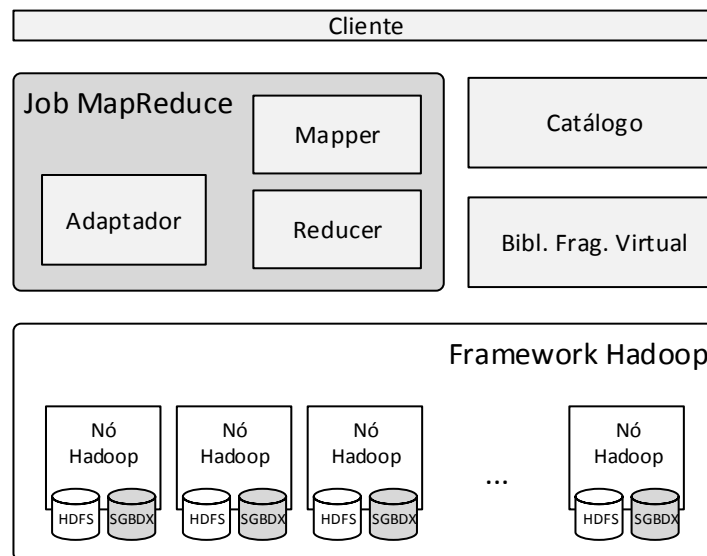 Cliente
Job MapReduce
Mapper
Adaptador
Reducer
Catálogo
Bibl. Frag. Virtual
Framework Hadoop
Nó
Hadoop
HDFS
SGBDX
Nó
Hadoop
HDFS
SGBDX
Nó
Hadoop
HDFS
SGBDX
...
Nó
Hadoop
HDFS
SGBDX